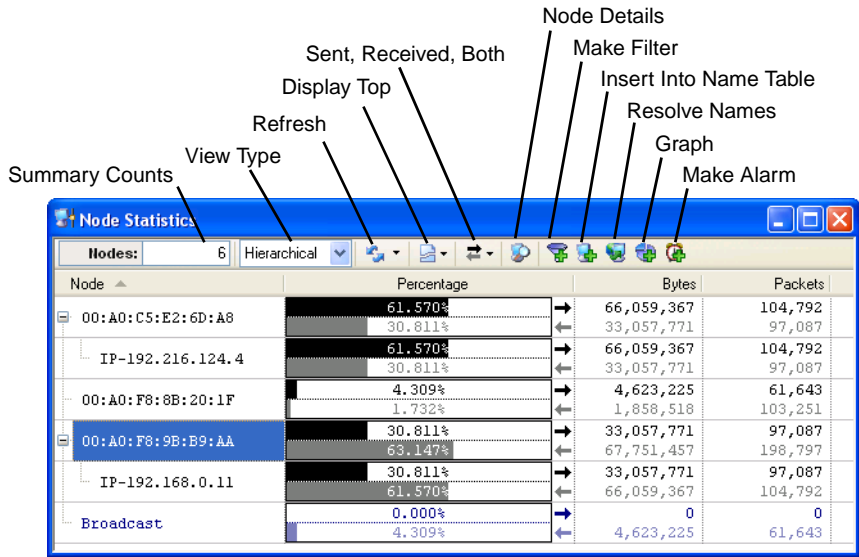 Node Details
Sent, Received, Both
Make Filter
Display Top
Insert Into Name Table
Refresh
Resolve Names
View Type
Graph
Summary Counts
Make Alarm
Node Statistics
Nodes: 6 Hierarchical
Node Percentage Bytes Packets
00:A0:C5:E2:6D:A8 61.570% 66,059,367 104,792
30.811% 33,057,771 97,087
IP-192.216.124.4 61.570% 66,059,367 104,792
30.811% 33,057,771 97,087
00:A0:F8:8B:20:1F 4.309% 4,623,225 61,643
1.732% 1,858,518 103,251
00:A0:F8:9B:B9:AA 30.811% 33,057,771 97,087
63.147% 67,751,457 198,797
IP-192.168.0.11 30.811% 33,057,771 97,087
61.570% 66,059,367 104,792
Broadcast 0.000% 0 0
4.309% 4,623,225 61,643